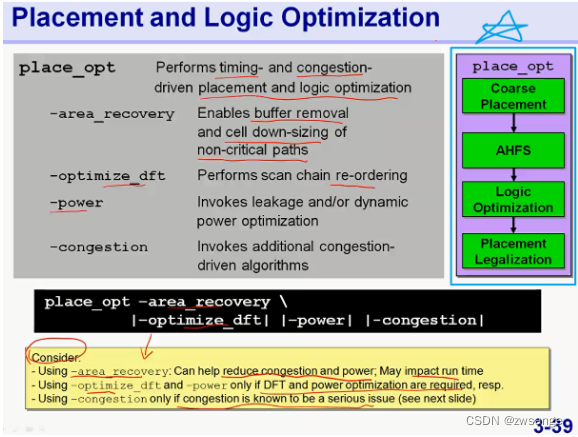 Placement and Logic Optimization
place_opt Performs timing- and congestion-
driven placement and logic optimization
-area_recovery Enables buffer removal
and cell down-sizing of
non-critical paths
-optimize_dft Performs scan chain re-ordering
-power Invokes leakage and/or dynamic
power optimization
-congestion Invokes additional congestion-
driven algorithms
place_opt
Coarse
Placement
AHFS
Logic
Optimization
Placement
Legalization
place_opt –area_recovery \
|-optimize_dft| |-power| |-congestion|
Consider:
- Using -area_recovery: Can help reduce congestion and power; May impact run time
- Using -optimize_dft and -power only if DFT and power optimization are required, resp.
- Using -congestion only if congestion is known to be a serious issue (see next slide)
3-39